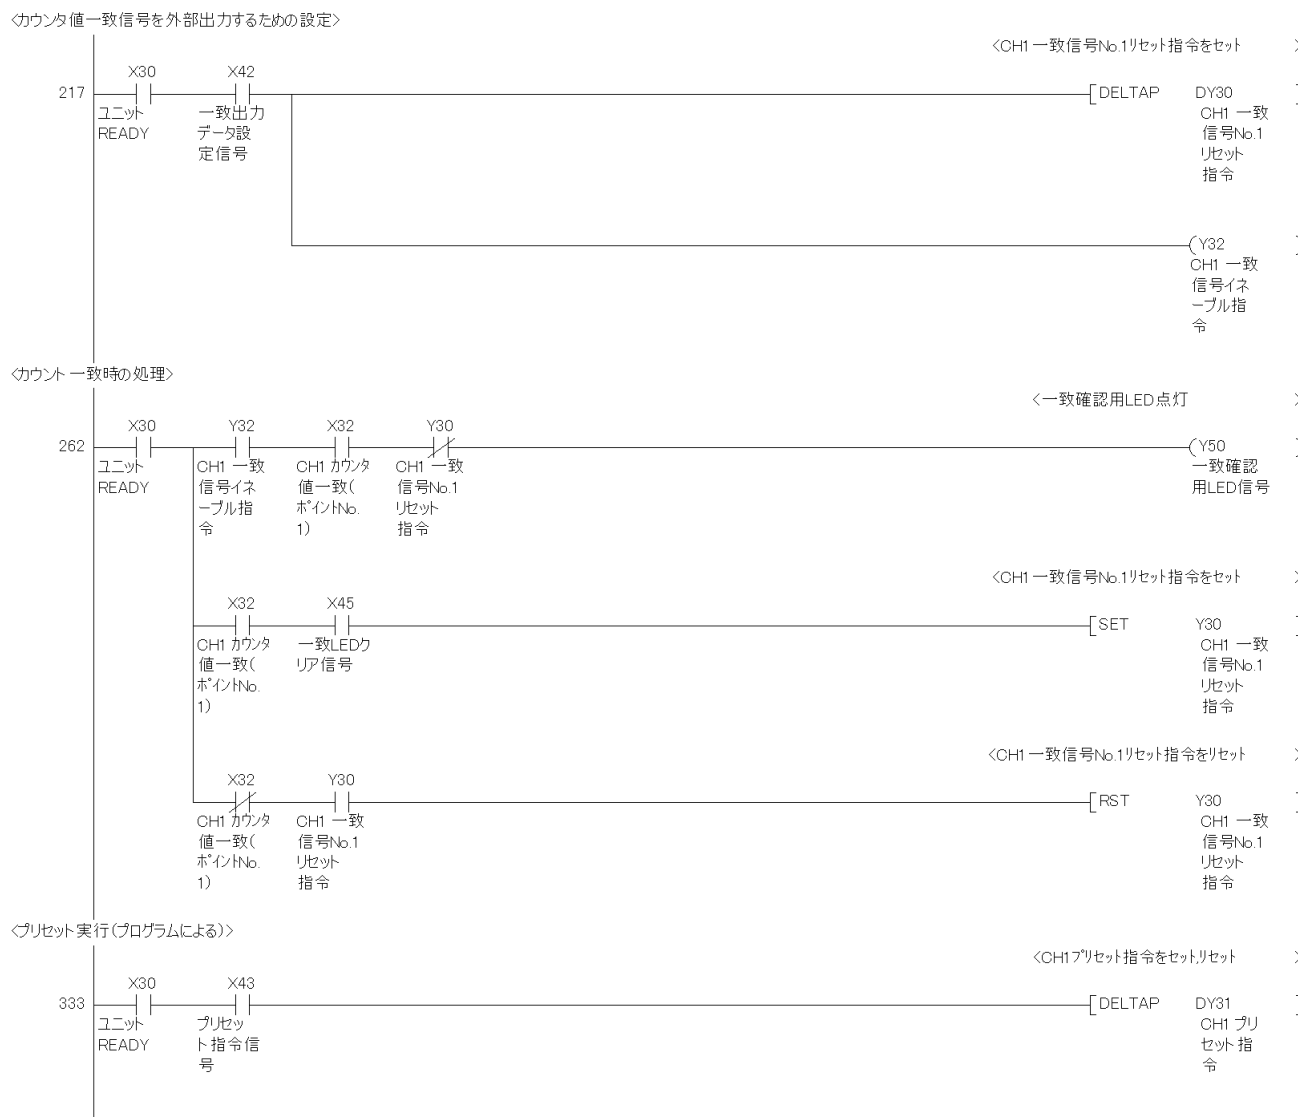 <カウンタ値一致信号を外部出力するための設定>
<CH1 一致信号No.1リセット指令をセット >
X30 X42
217 [DELTAP DY30 ]
ユニット
READY
一致出力
データ設
定信号
CH1 一致
信号No.1
リセット
指令
(Y32 ]
CH1 一致
信号イネ
ーブル指
令
<カウント一致時の処理>
<一致確認用LED点灯 >
X30 Y32 X32 Y30
262 (Y50 ]
ユニット
READY
CH1 一致
信号イネ
ーブル指
令
CH1 カウンタ
値一致(
ポイントNo.
1)
CH1 一致
信号No.1
リセット
指令
一致確認
用LED信号
<CH1 一致信号No.1リセット指令をセット >
X32 X45
[SET Y30 ]
CH1 カウンタ
値一致(
ポイントNo.
1)
一致LEDク
リア信号
CH1 一致
信号No.1
リセット
指令
<CH1 一致信号No.1リセット指令をリセット >
X32 Y30
[RST Y30 ]
CH1 カウンタ
値一致(
ポイントNo.
1)
CH1 一致
信号No.1
リセット
指令
CH1 一致
信号No.1
リセット
指令
<プリセット実行(プログラムによる)>
<CH1プリセット指令をセット,リセット >
X30 X43
333 [DELTAP DY31 ]
ユニット
READY
プリセッ
ト指令信
号
CH1 プリ
セット指
令